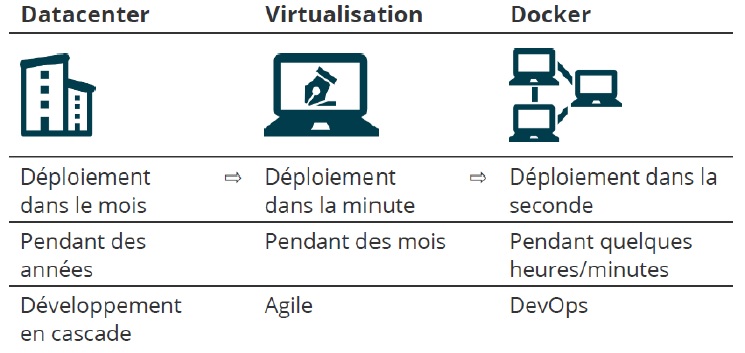 Datacenter Virtualisation Docker
Déploiement ⇨ Déploiement ⇨ Déploiement dans la
dans le mois dans la minute seconde
Pendant des Pendant des mois Pendant quelques
années heures/minutes
Développement Agile DevOps
en cascade